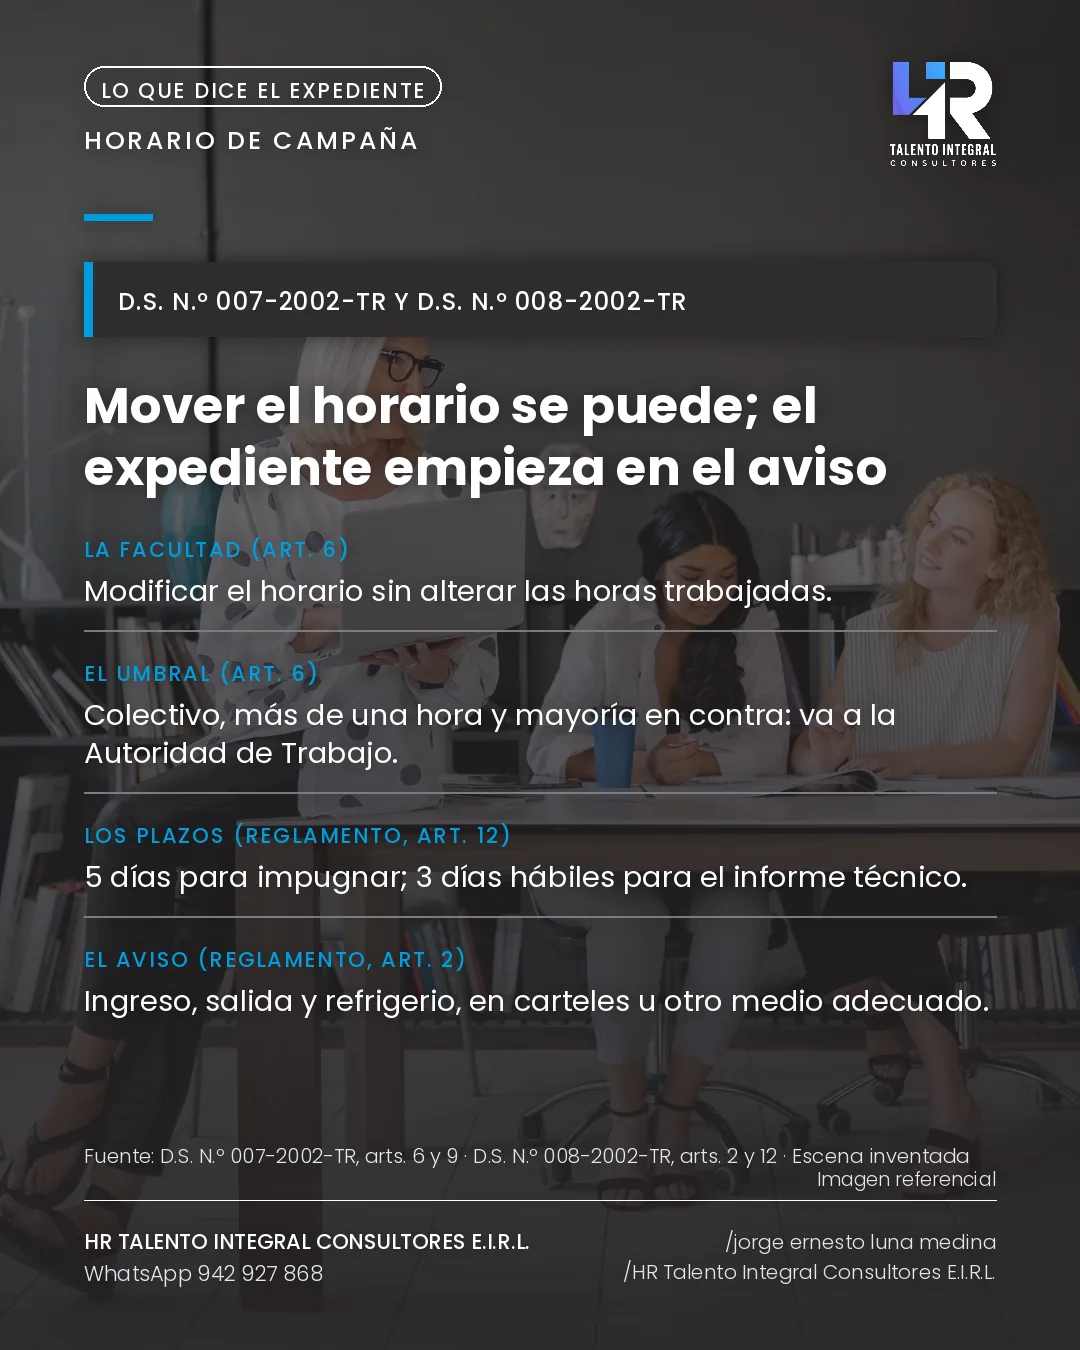 LO QUE DICE EL EXPEDIENTE
HORARIO DE CAMPAÑA
HR
TALENTO INTEGRAL
CONSULTORES
D.S. N.º 007-2002-TR Y D.S. N.º 008-2002-TR
Mover el horario se puede; el
expediente empieza en el aviso
LA FACULTAD (ART. 6)
Modificar el horario sin alterar las horas trabajadas.
EL UMBRAL (ART. 6)
Colectivo, más de una hora y mayoría en contra: va a la
Autoridad de Trabajo.
LOS PLAZOS (REGLAMENTO, ART. 12)
5 días para impugnar; 3 días hábiles para el informe técnico.
EL AVISO (REGLAMENTO, ART. 2)
Ingreso, salida y refrigerio, en carteles u otro medio adecuado.
Fuente: D.S. N.º 007-2002-TR, arts. 6 y 9 · D.S. N.º 008-2002-TR, arts. 2 y 12 · Escena inventada
Imagen referencial
HR TALENTO INTEGRAL CONSULTORES E.I.R.L.
WhatsApp 942 927 868
/jorge ernesto luna medina
/HR Talento Integral Consultores E.I.R.L.